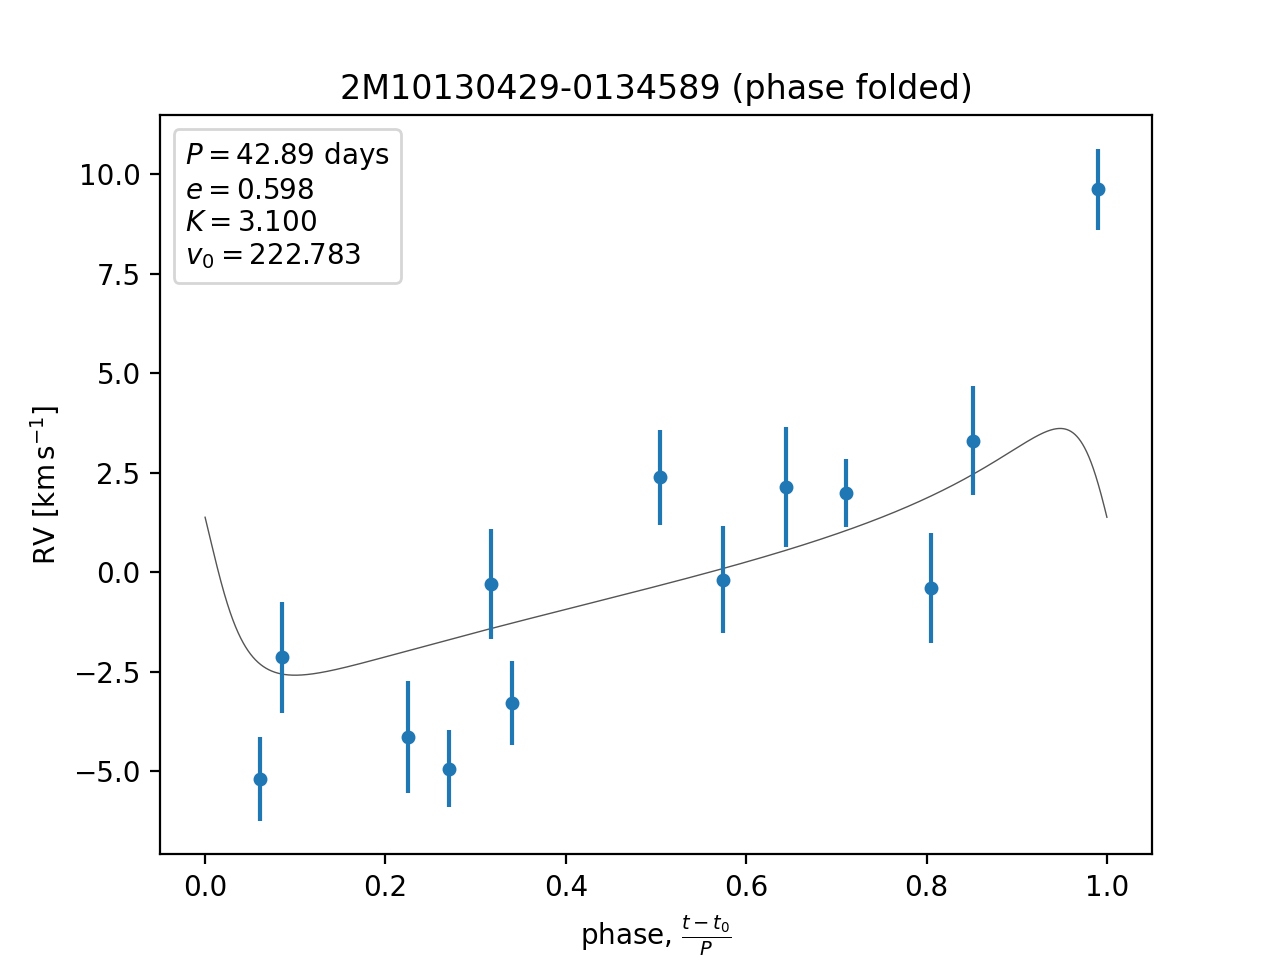 2M10130429-0134589 (phase folded)
P = 42.89 days
e = 0.598
K = 3.100
v₀ = 222.783
10.0
7.5
5.0
2.5
0.0
−2.5
−5.0
RV [km s⁻¹]
0.0 0.2 0.4 0.6 0.8 1.0
phase, (t − t₀)/P